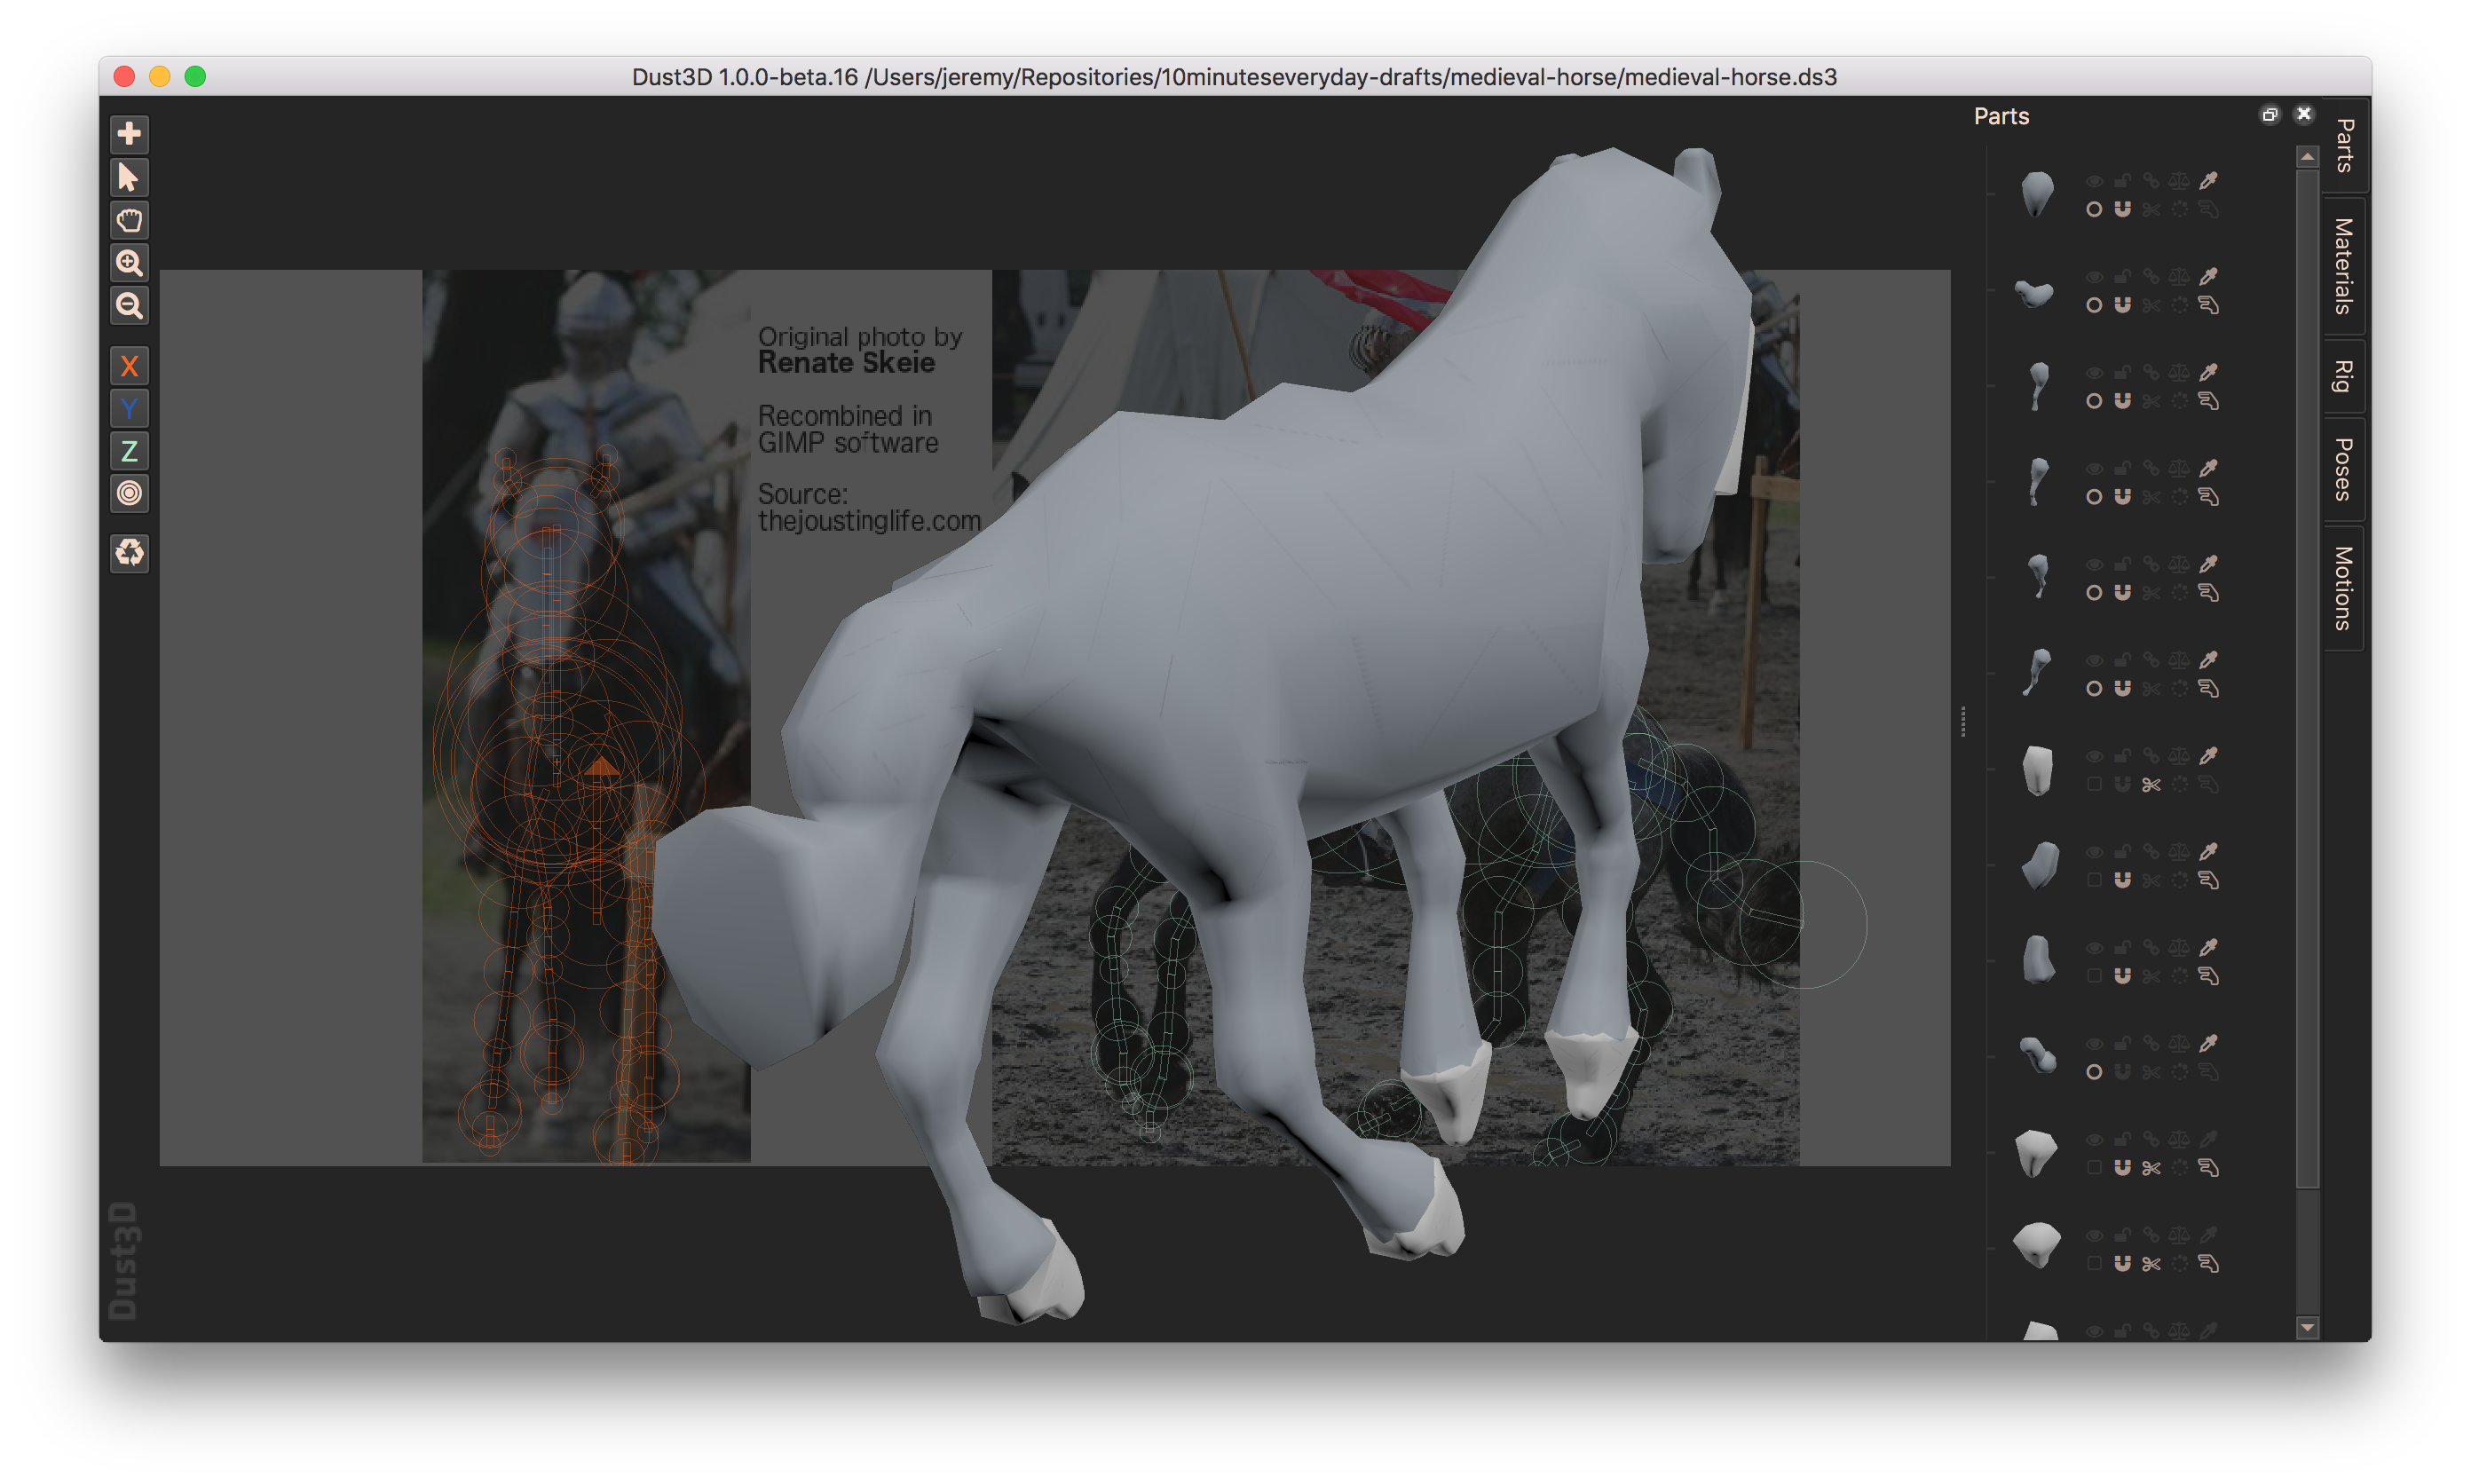 Dust3D 1.0.0-beta.16 /Users/jeremy/Repositories/10minuteseveryday-drafts/medieval-horse/medieval-horse.ds3
Parts
X
Y
Z
Original photo by
Renate Skeie
Recombined in
GIMP software
Source:
thejoustinglife.com
Parts
Materials
Rig
Poses
Motions
Dust3D